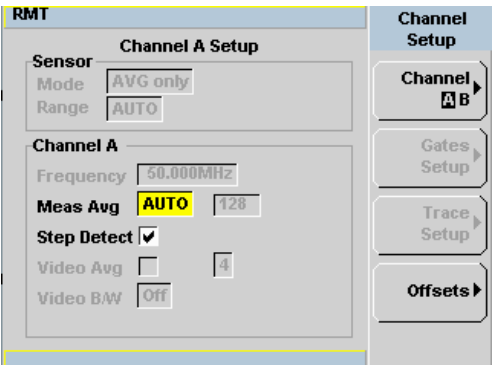 RMT
Channel A Setup
Sensor
Mode AVG only
Range AUTO
Channel A
Frequency 50.000MHz
Meas Avg AUTO 128
Step Detect
Video Avg 4
Video B/W Off
Channel
Setup
Channel
A B
Gates
Setup
Trace
Setup
Offsets